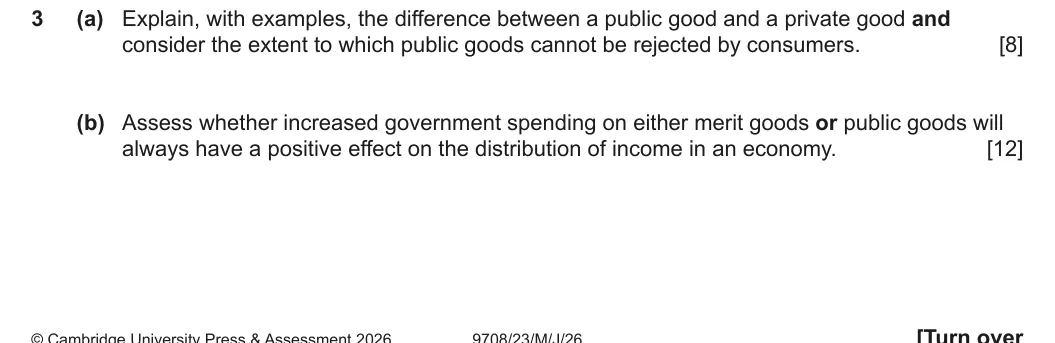 3 (a) Explain, with examples, the difference between a public good and a private good and
consider the extent to which public goods cannot be rejected by consumers. [8]
(b) Assess whether increased government spending on either merit goods or public goods will
always have a positive effect on the distribution of income in an economy. [12]
© Cambridge University Press & Assessment 2026 9708/23/M/J/26 [Turn over